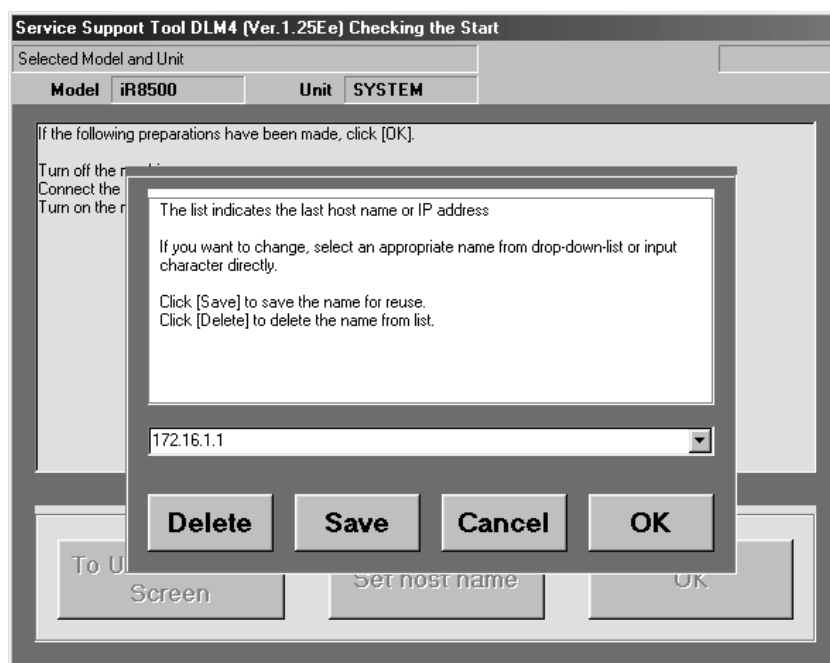 Service Support Tool DLM4 (Ver.1.25Ee) Checking the Start
Selected Model and Unit
Model iR8500 Unit SYSTEM
If the following preparations have been made, click [OK].
Turn off the
Connect the
Turn on the
The list indicates the last host name or IP address
If you want to change, select an appropriate name from drop-down-list or input
character directly.
Click [Save] to save the name for reuse.
Click [Delete] to delete the name from list.
172.16.1.1
Delete Save Cancel OK
To
Screen
Set host name
OK